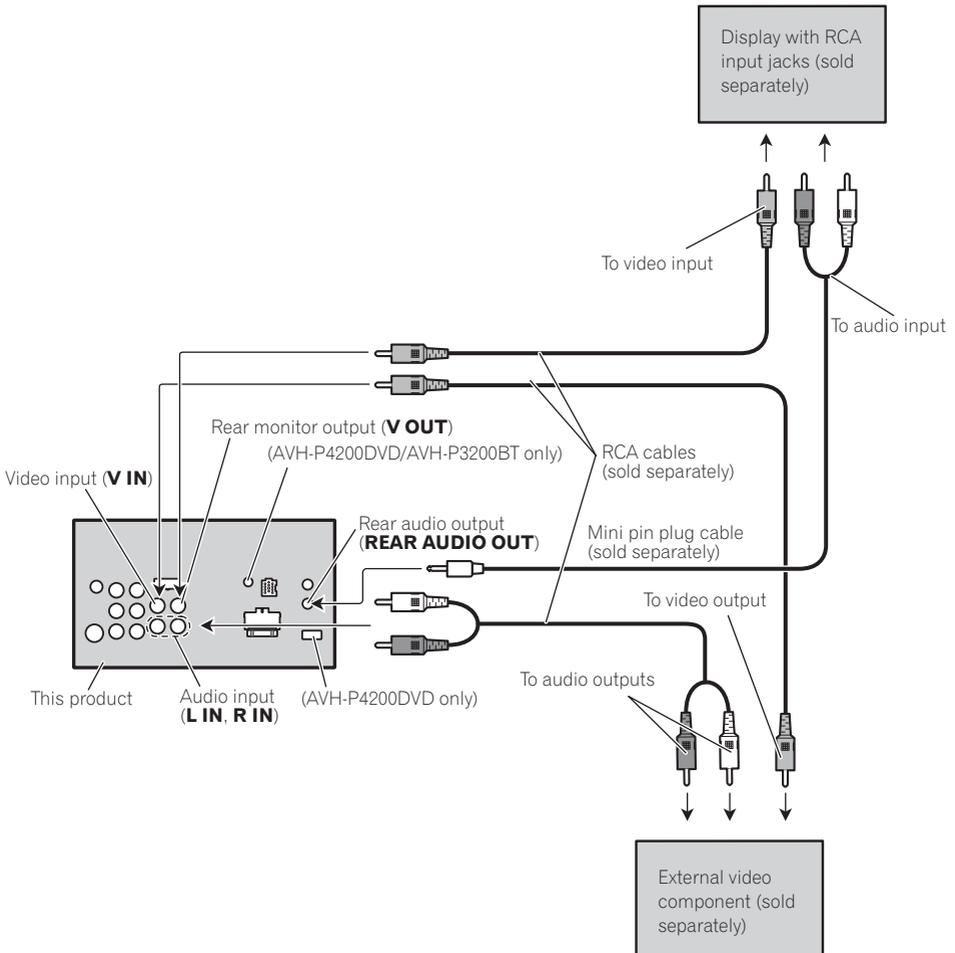 Display with RCA
input jacks (sold
separately)
To video input
To audio input
Rear monitor output (V OUT)
(AVH-P4200DVD/AVH-P3200BT only)
RCA cables
(sold separately)
Video input (V IN)
Rear audio output
(REAR AUDIO OUT)
Mini pin plug cable
(sold separately)
To video output
This product
Audio input
(L IN, R IN)
(AVH-P4200DVD only)
To audio outputs
External video
component (sold
separately)